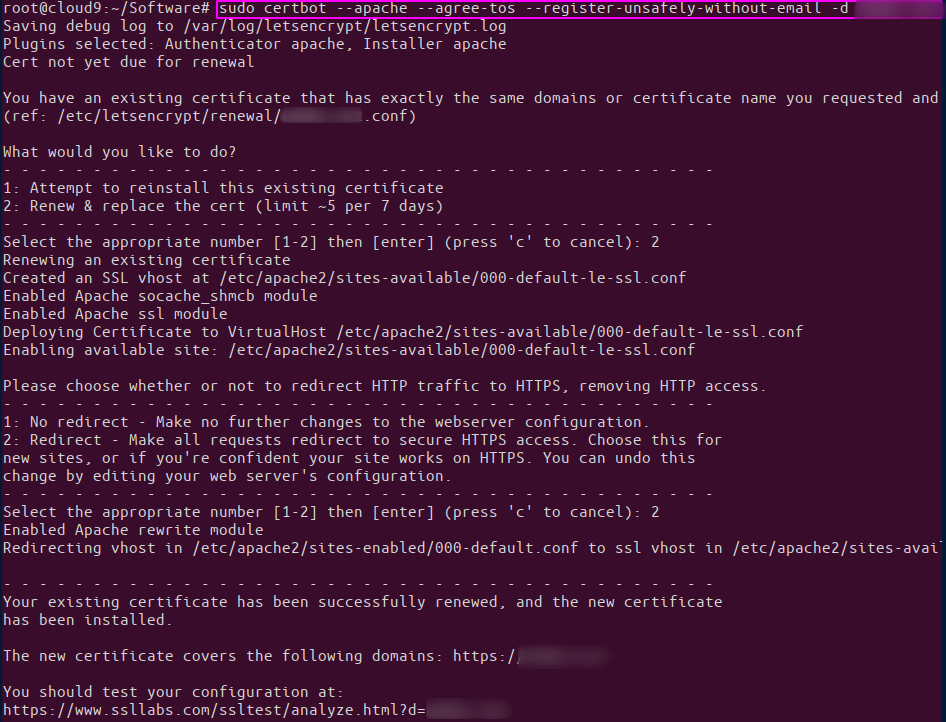 root@cloud9:~/Software# sudo certbot --apache --agree-tos --register-unsafely-without-email -d
Saving debug log to /var/log/letsencrypt/letsencrypt.log
Plugins selected: Authenticator apache, Installer apache
Cert not yet due for renewal
You have an existing certificate that has exactly the same domains or certificate name you requested and
(ref: /etc/letsencrypt/renewal/ .conf)
What would you like to do?
- - - - - - - - - - - - - - - - - - - - - - - - - - - - - - - - - - - - - - - -
1: Attempt to reinstall this existing certificate
2: Renew & replace the cert (limit ~5 per 7 days)
- - - - - - - - - - - - - - - - - - - - - - - - - - - - - - - - - - - - - - - -
Select the appropriate number [1-2] then [enter] (press 'c' to cancel): 2
Renewing an existing certificate
Created an SSL vhost at /etc/apache2/sites-available/000-default-le-ssl.conf
Enabled Apache socache_shmcb module
Enabled Apache ssl module
Deploying Certificate to VirtualHost /etc/apache2/sites-available/000-default-le-ssl.conf
Enabling available site: /etc/apache2/sites-available/000-default-le-ssl.conf
Please choose whether or not to redirect HTTP traffic to HTTPS, removing HTTP access.
- - - - - - - - - - - - - - - - - - - - - - - - - - - - - - - - - - - - - - - -
1: No redirect - Make no further changes to the webserver configuration.
2: Redirect - Make all requests redirect to secure HTTPS access. Choose this for
new sites, or if you're confident your site works on HTTPS. You can undo this
change by editing your web server's configuration.
- - - - - - - - - - - - - - - - - - - - - - - - - - - - - - - - - - - - - - - -
Select the appropriate number [1-2] then [enter] (press 'c' to cancel): 2
Enabled Apache rewrite module
Redirecting vhost in /etc/apache2/sites-enabled/000-default.conf to ssl vhost in /etc/apache2/sites-avai
- - - - - - - - - - - - - - - - - - - - - - - - - - - - - - - - - - - - - - - -
Your existing certificate has been successfully renewed, and the new certificate
has been installed.
The new certificate covers the following domains: https://
You should test your configuration at:
https://www.ssllabs.com/ssltest/analyze.html?d=